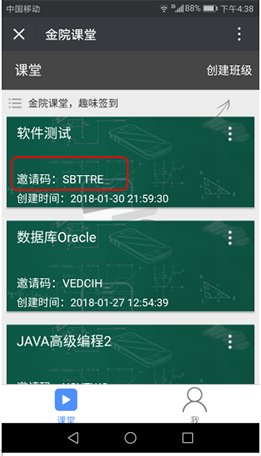 中国移动 88% 下午4:38
金院课堂
课堂 创建班级
金院课堂，趣味签到
软件测试
邀请码：SBTTRE
创建时间：2018-01-30 21:59:30
数据库Oracle
邀请码：VEDCIH
创建时间：2018-01-27 12:54:39
JAVA高级编程2
课堂 我